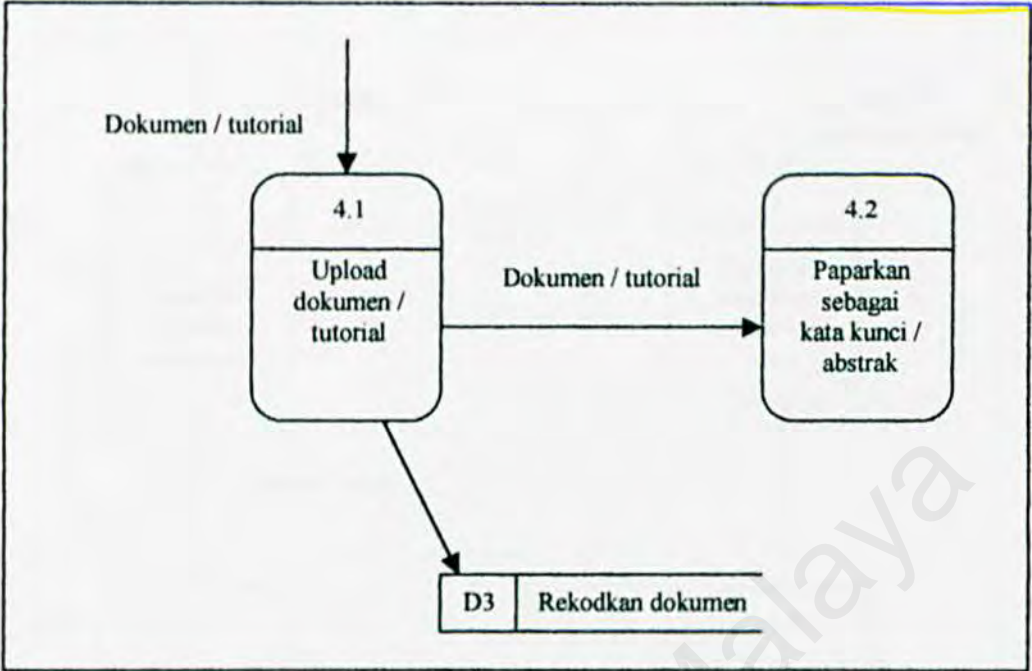 Dokumen / tutorial
4.1
Upload
dokumen /
tutorial
Dokumen / tutorial
4.2
Paparkan
sebagai
kata kunci /
abstrak
D3
Rekodkan dokumen
Malaya